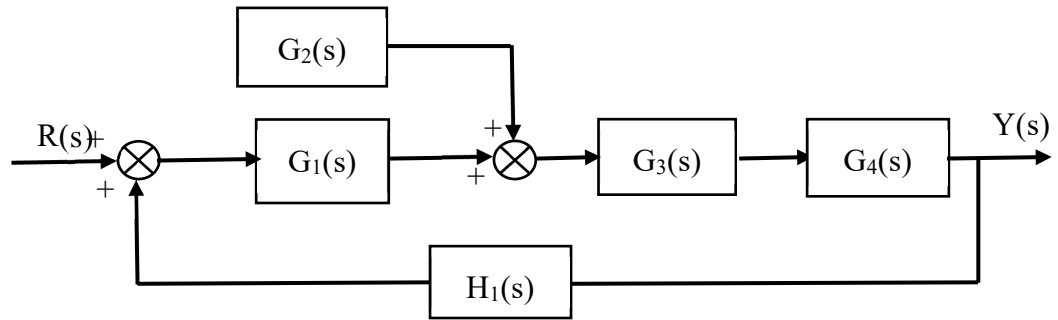 G₂(s)
R(s)
+
+
G₁(s)
+
+
G₃(s)
G₄(s)
Y(s)
H₁(s)